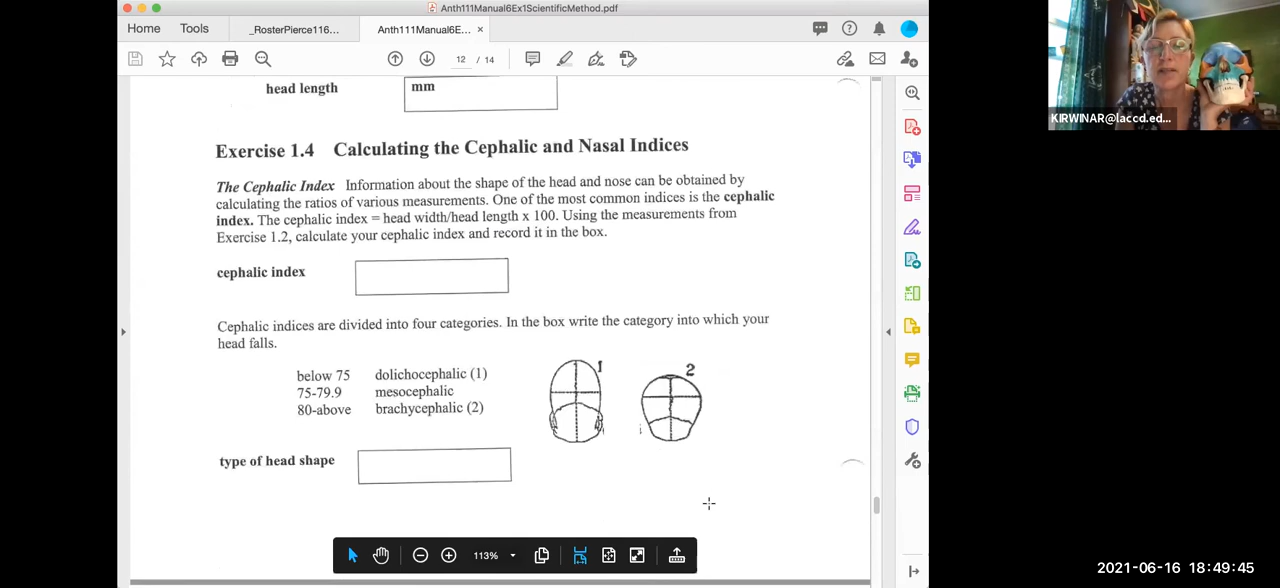 Anth111Manual6Ex1ScientificMethod.pdf
Home Tools _RosterPierce116... Anth111Manual6E... ×
12 / 14
head length mm
Exercise 1.4 Calculating the Cephalic and Nasal Indices
The Cephalic Index Information about the shape of the head and nose can be obtained by
calculating the ratios of various measurements. One of the most common indices is the cephalic
index. The cephalic index = head width/head length x 100. Using the measurements from
Exercise 1.2, calculate your cephalic index and record it in the box.
cephalic index
Cephalic indices are divided into four categories. In the box write the category into which your
head falls.
below 75 dolichocephalic (1)
75-79.9 mesocephalic
80-above brachycephalic (2)
1
2
type of head shape
113%
KIRWINAR@laccd.ed...
2021-06-16 18:49:45